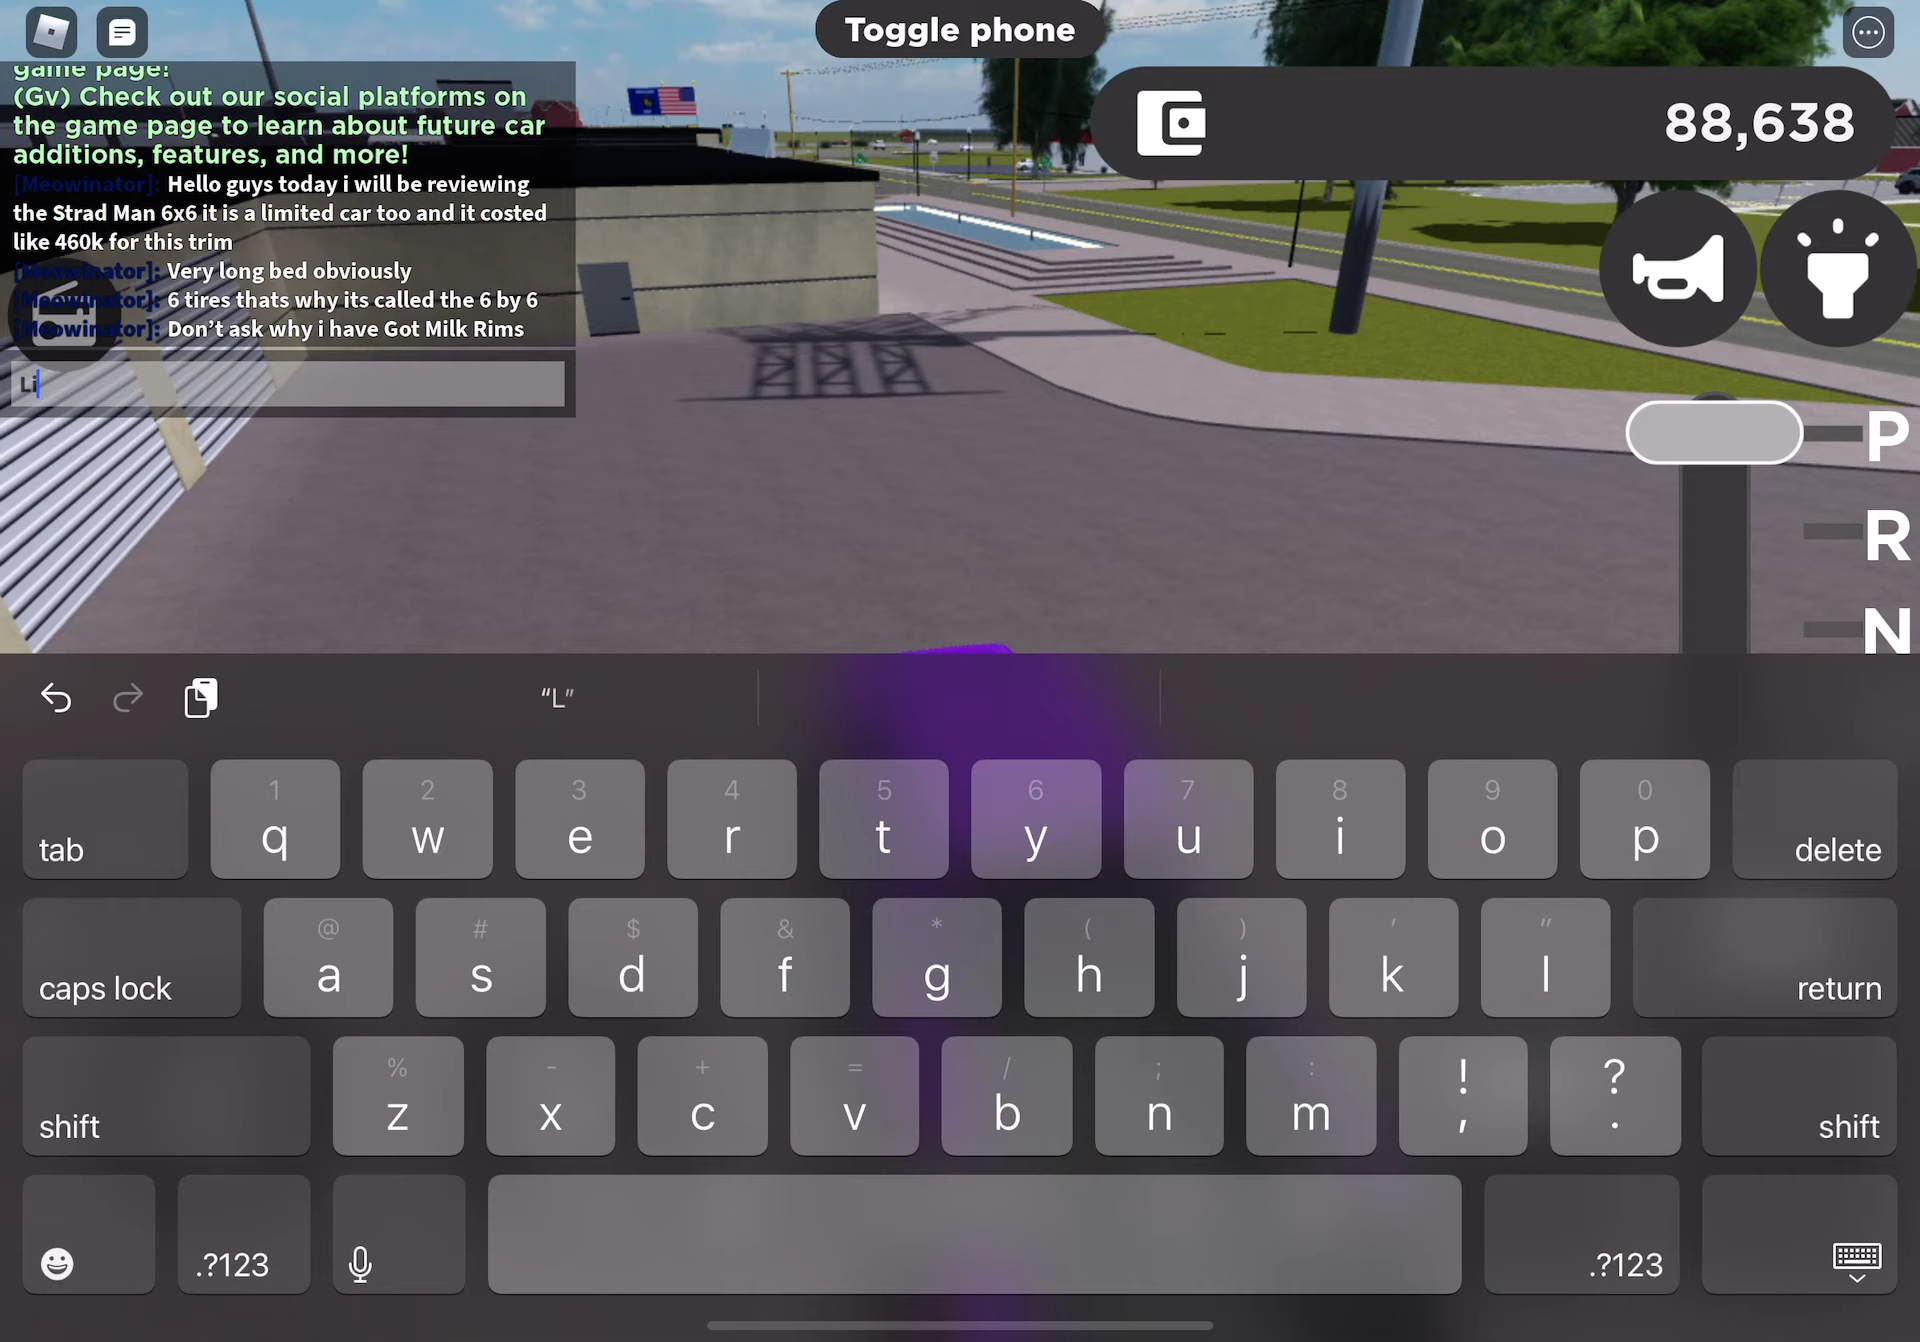 Toggle phone
game page!
(Gv) Check out our social platforms on
the game page to learn about future car
additions, features, and more!
[Meowinator]: Hello guys today i will be reviewing
the Strad Man 6x6 it is a limited car too and it costed
like 460k for this trim
[Meowinator]: Very long bed obviously
[Meowinator]: 6 tires thats why its called the 6 by 6
[Meowinator]: Don’t ask why i have Got Milk Rims
Li
88,638
P
R
N
“L”
1 2 3 4 5 6 7 8 9 0
tab q w e r t y u i o p delete
@ # $ & * ( ) ' "
caps lock a s d f g h j k l return
% - + = / ; : ! ?
shift z x c v b n m , . shift
.?123 .?123